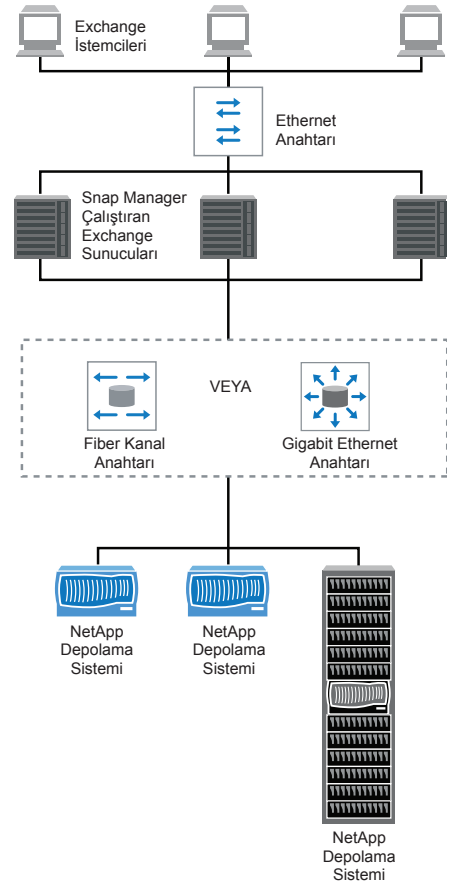 Exchange
İstemcileri
Ethernet
Anahtarı
Snap Manager
Çalıştıran
Exchange
Sunucuları
VEYA
Fiber Kanal
Anahtarı
Gigabit Ethernet
Anahtarı
NetApp
Depolama
Sistemi
NetApp
Depolama
Sistemi
NetApp
Depolama
Sistemi